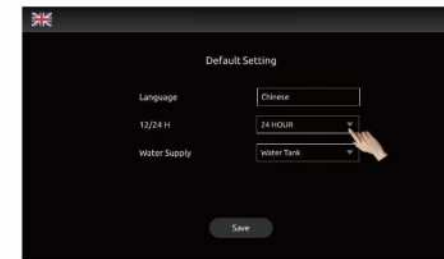 Default Setting
Language Chinese
12/24 H 24 HOUR
Water Supply Water Tank
Save